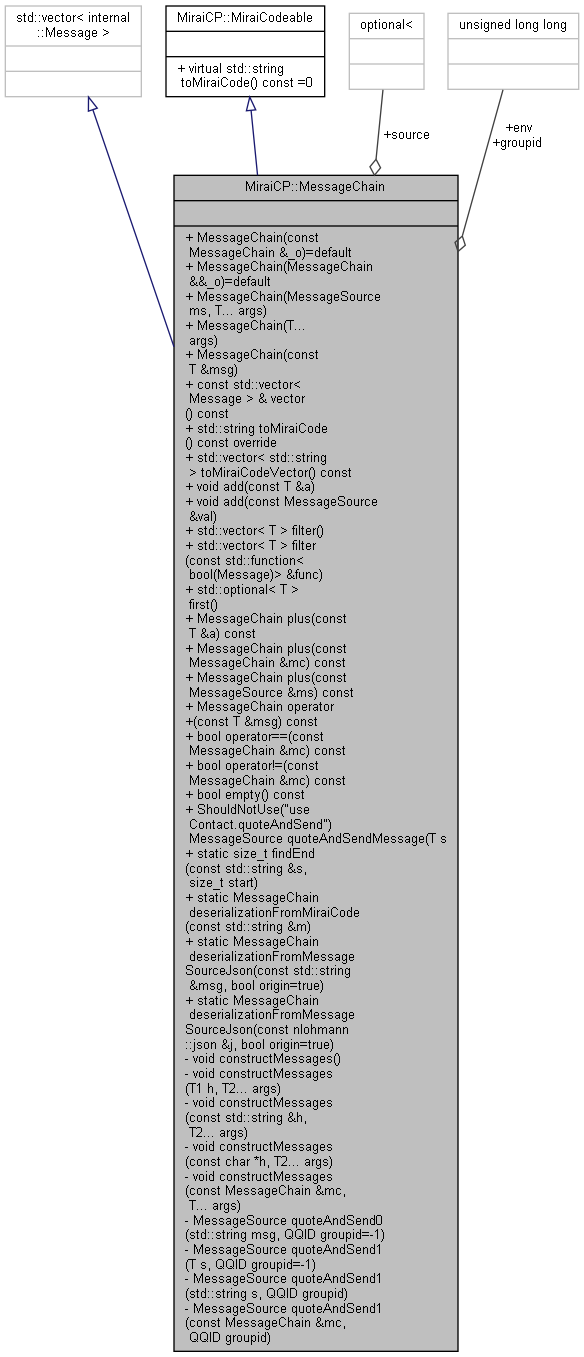 std::vector< internal
::Message >
MiraiCP::MiraiCodeable
+ virtual std::string
toMiraiCode() const =0
optional<
unsigned long long
+source
+env
+groupid
MiraiCP::MessageChain
+ MessageChain(const
MessageChain &_o)=default
+ MessageChain(MessageChain
&&_o)=default
+ MessageChain(MessageSource
ms, T... args)
+ MessageChain(T...
args)
+ MessageChain(const
T &msg)
+ const std::vector<
Message > & vector
() const
+ std::string toMiraiCode
() const override
+ std::vector< std::string
> toMiraiCodeVector() const
+ void add(const T &a)
+ void add(const MessageSource
&val)
+ std::vector< T > filter()
+ std::vector< T > filter
(const std::function<
bool(Message)> &func)
+ std::optional< T >
first()
+ MessageChain plus(const
T &a) const
+ MessageChain plus(const
MessageChain &mc) const
+ MessageChain plus(const
MessageSource &ms) const
+ MessageChain operator
+(const T &msg) const
+ bool operator==(const
MessageChain &mc) const
+ bool operator!=(const
MessageChain &mc) const
+ bool empty() const
+ ShouldNotUse("use
Contact.quoteAndSend")
MessageSource quoteAndSendMessage(T s
+ static size_t findEnd
(const std::string &s,
size_t start)
+ static MessageChain
deserializationFromMiraiCode
(const std::string &m)
+ static MessageChain
deserializationFromMessage
SourceJson(const std::string
&msg, bool origin=true)
+ static MessageChain
deserializationFromMessage
SourceJson(const nlohmann
::json &j, bool origin=true)
- void constructMessages()
- void constructMessages
(T1 h, T2... args)
- void constructMessages
(const std::string &h,
T2... args)
- void constructMessages
(const char *h, T2... args)
- void constructMessages
(const MessageChain &mc,
T... args)
- MessageSource quoteAndSend0
(std::string msg, QQID groupid=-1)
- MessageSource quoteAndSend1
(T s, QQID groupid=-1)
- MessageSource quoteAndSend1
(std::string s, QQID groupid)
- MessageSource quoteAndSend1
(const MessageChain &mc,
QQID groupid)